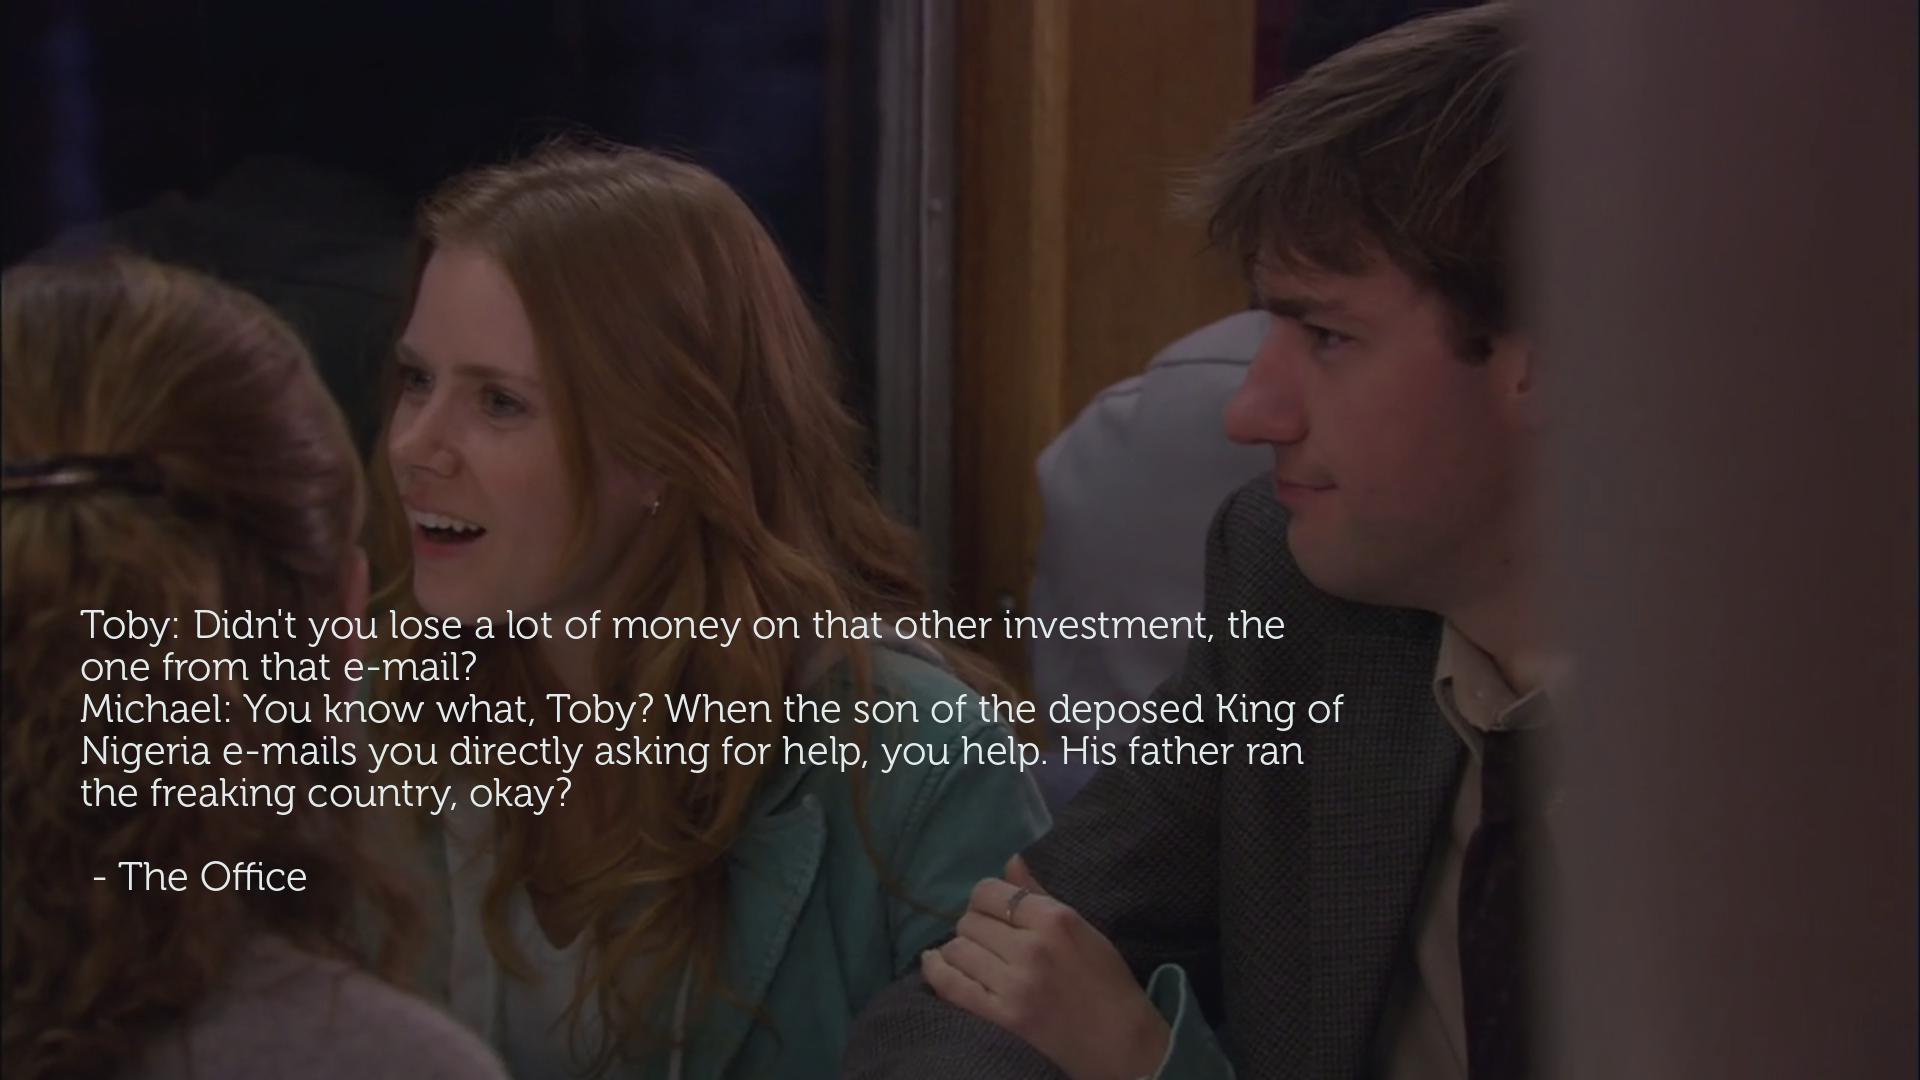 Toby: Didn't you lose a lot of money on that other investment, the
one from that e-mail?
Michael: You know what, Toby? When the son of the deposed King of
Nigeria e-mails you directly asking for help, you help. His father ran
the freaking country, okay?
- The Office